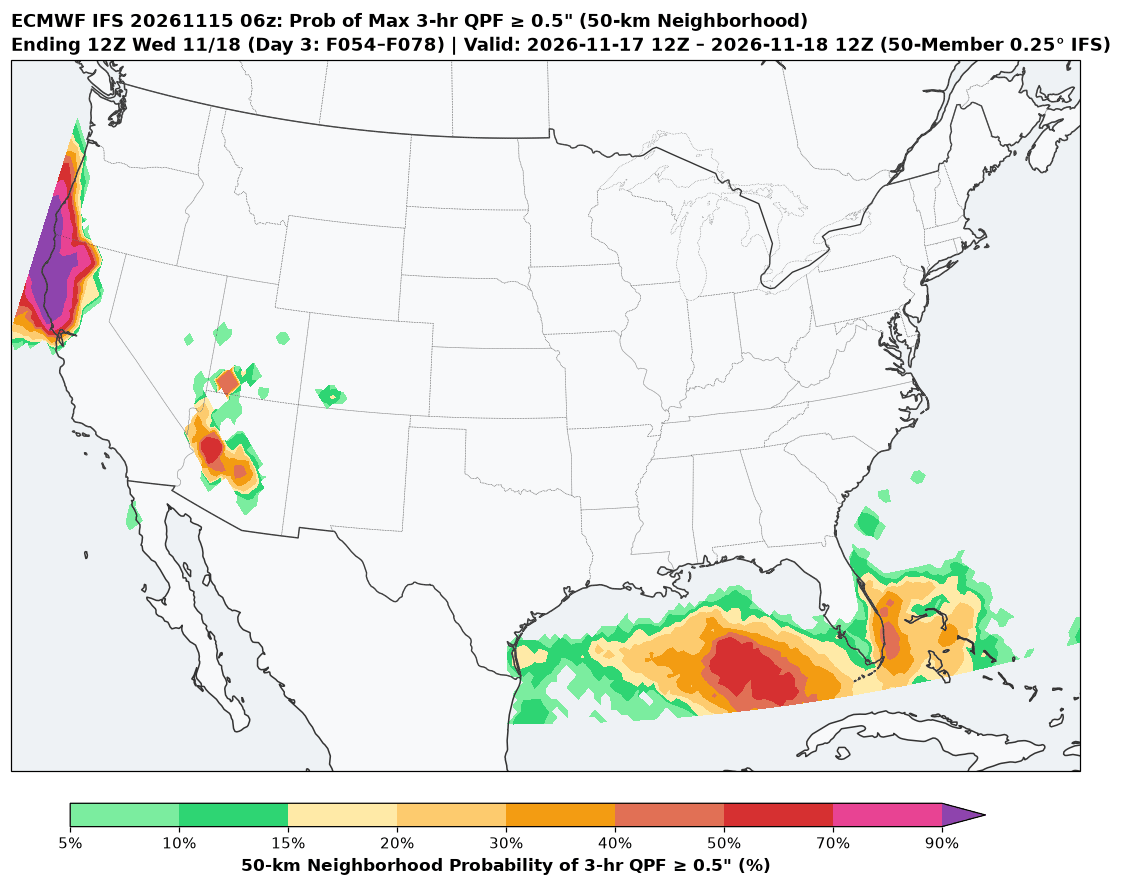 ECMWF IFS 20261115 06z: Prob of Max 3-hr QPF ≥ 0.5" (50-km Neighborhood)
Ending 12Z Wed 11/18 (Day 3: F054–F078) | Valid: 2026-11-17 12Z – 2026-11-18 12Z (50-Member 0.25° IFS)
5% 10% 15% 20% 30% 40% 50% 70% 90%
50-km Neighborhood Probability of 3-hr QPF ≥ 0.5" (%)